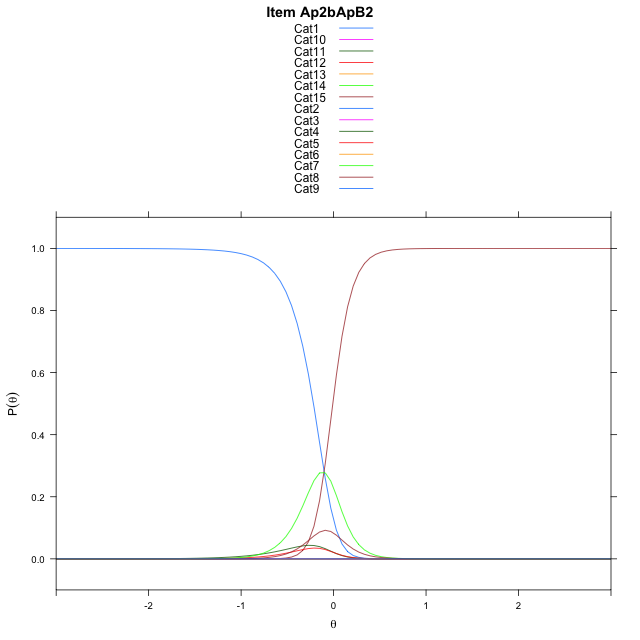 Item Ap2bApB2
Cat1
Cat10
Cat11
Cat12
Cat13
Cat14
Cat15
Cat2
Cat3
Cat4
Cat5
Cat6
Cat7
Cat8
Cat9
1.0
0.8
0.6
0.4
0.2
0.0
P(θ)
-2 -1 0 1 2
θ